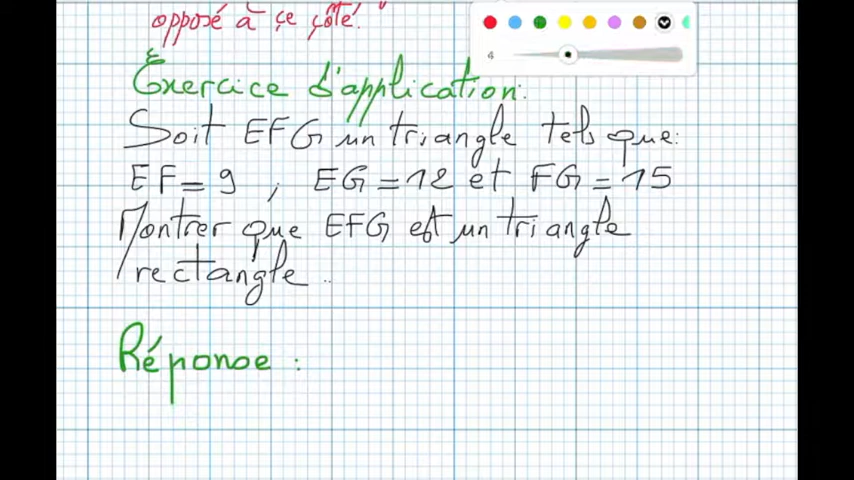 opposé à ce côté."
Exercice d'application:
Soit EFG un triangle tels que:
EF = 9 , EG = 12 et FG = 15
Montrer que EFG est un triangle
rectangle ..
Réponse :